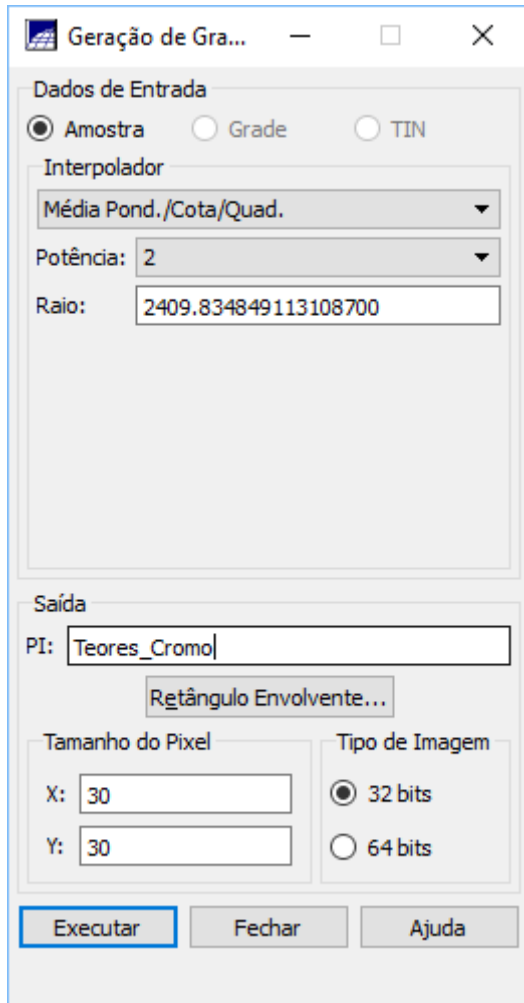 Geração de Gra...
Dados de Entrada
Amostra Grade TIN
Interpolador
Média Pond./Cota/Quad.
Potência: 2
Raio: 2409.834849113108700
Saída
PI: Teores_Cromo
Retângulo Envolvente...
Tamanho do Pixel Tipo de Imagem
X: 30 32 bits
Y: 30 64 bits
Executar Fechar Ajuda